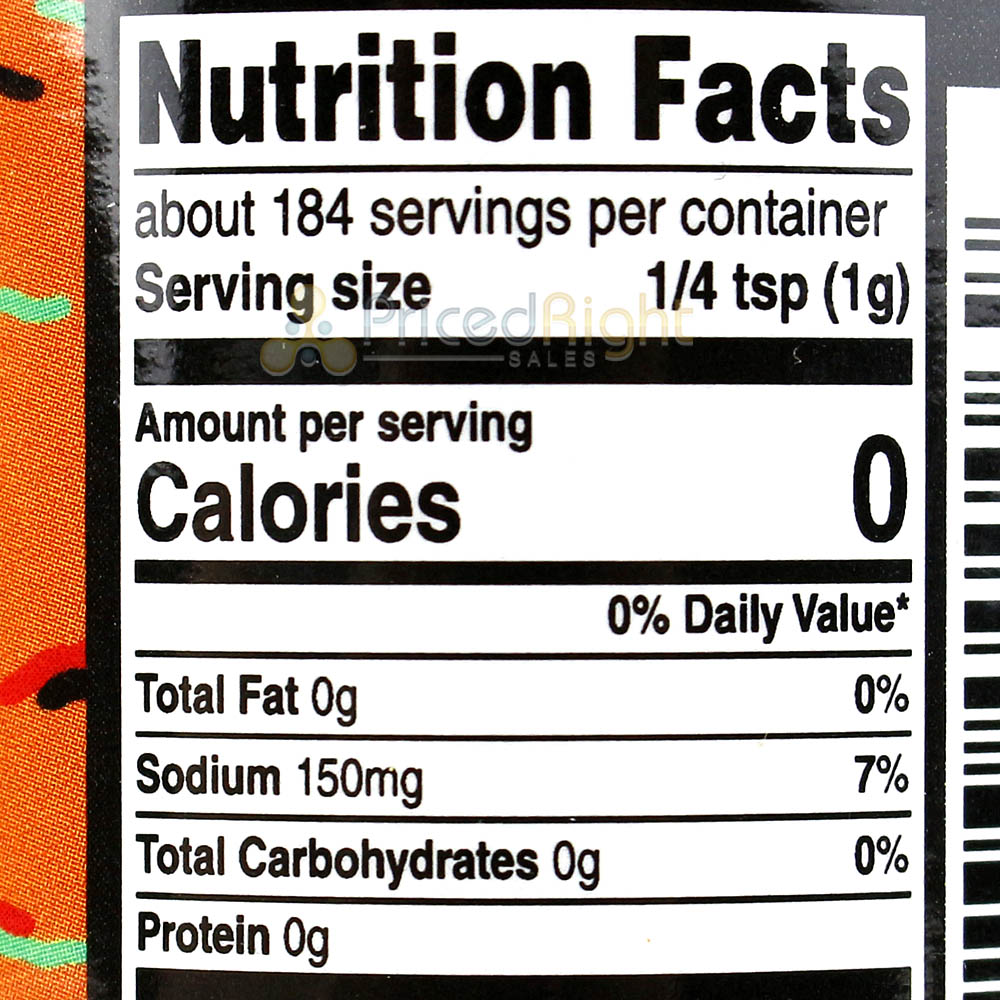 Nutrition Facts
about 184 servings per container
Serving size 1/4 tsp (1g)
PricedRight
SALES
Amount per serving
Calories 0
0% Daily Value*
Total Fat 0g 0%
Sodium 150mg 7%
Total Carbohydrates 0g 0%
Protein 0g